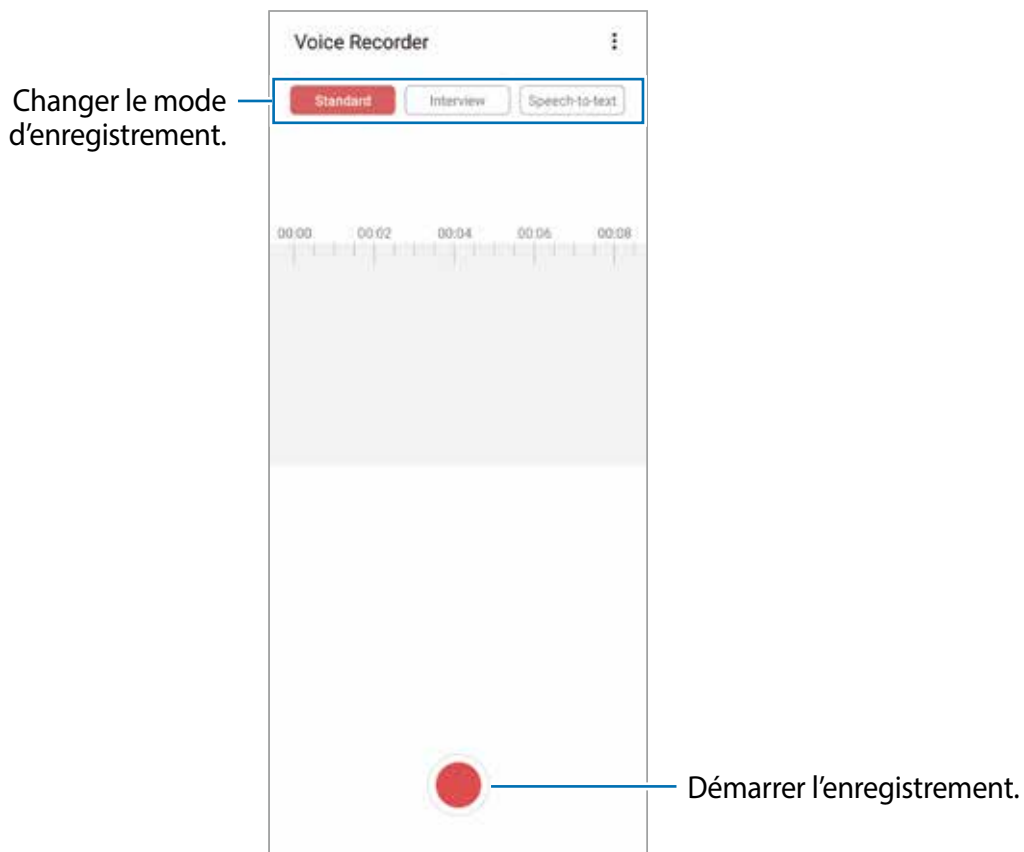 Voice Recorder
Changer le mode
d’enregistrement.
Standard Interview Speech-to-text
00:00 00:02 00:04 00:06 00:08
Démarrer l’enregistrement.